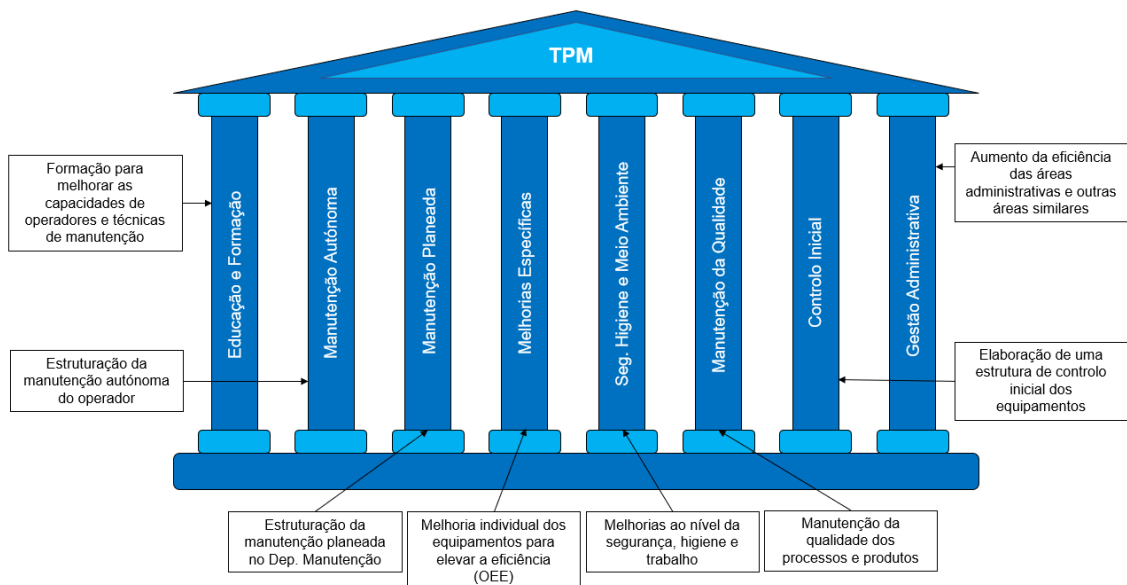 TPM
Educação e Formação
Manutenção Autónoma
Manutenção Planeada
Melhorias Específicas
Seg. Higiene e Meio Ambiente
Manutenção da Qualidade
Controlo Inicial
Gestão Administrativa
Formação para
melhorar as
capacidades de
operadores e técnicas
de manutenção
Estruturação da
manutenção autónoma
do operador
Estruturação da
manutenção planeada
no Dep. Manutenção
Melhoria individual dos
equipamentos para
elevar a eficiência
(OEE)
Melhorias ao nível da
segurança, higiene e
trabalho
Manutenção da
qualidade dos
processos e produtos
Elaboração de uma
estrutura de controlo
inicial dos
equipamentos
Aumento da eficiência
das áreas
administrativas e outras
áreas similares